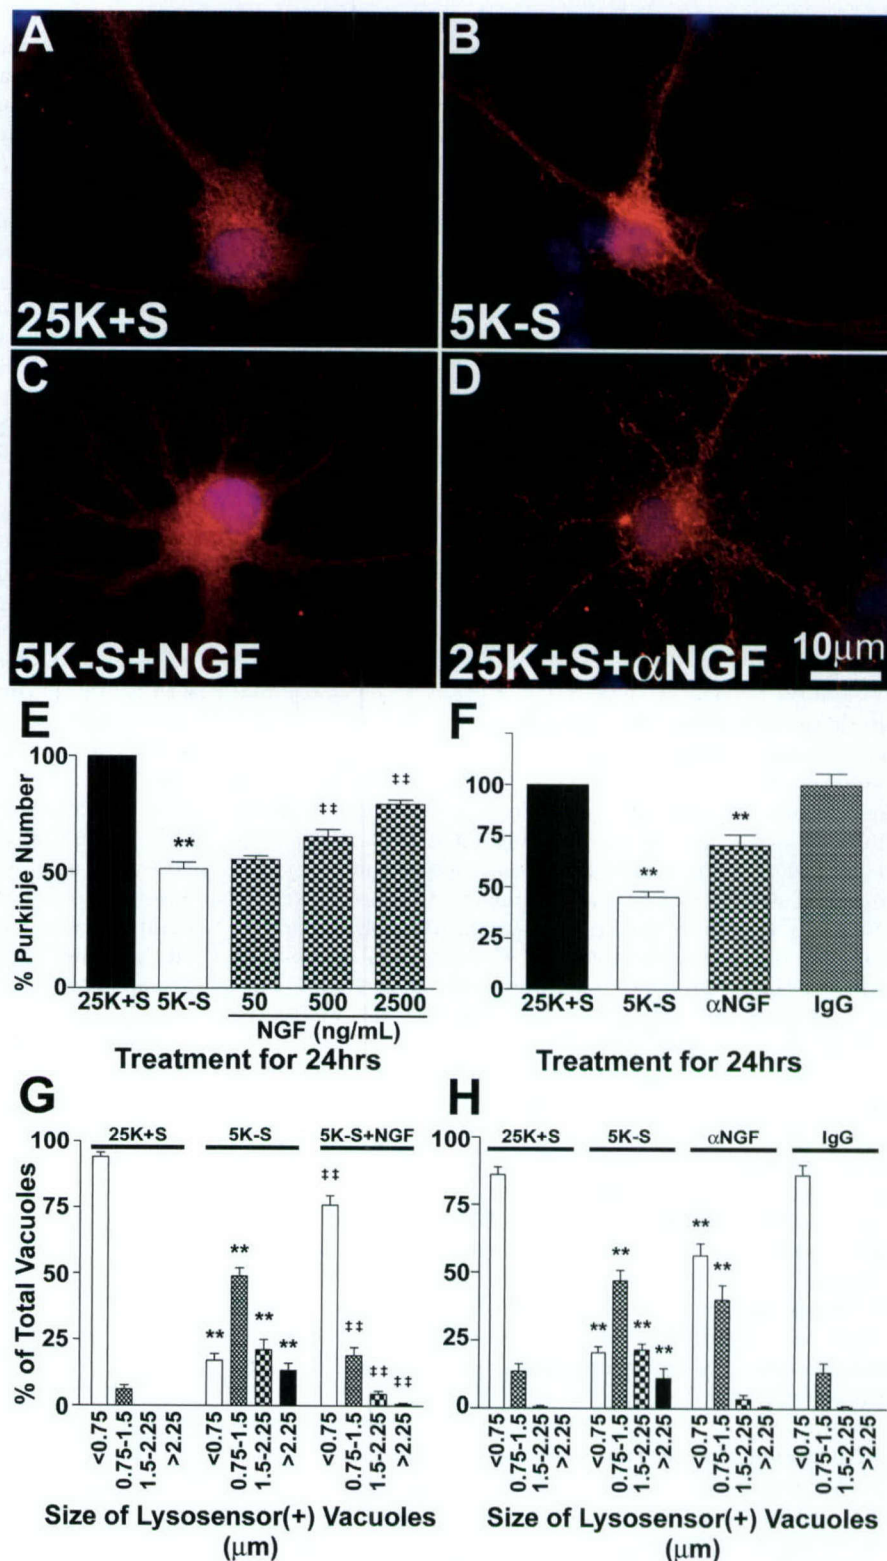 A
B
25K+S
5K-S
C
D
5K-S+NGF
25K+S+αNGF
10μm
E
% Purkinje Number
100
50
0
**
‡‡
‡‡
25K+S 5K-S 50 500 2500
NGF (ng/mL)
Treatment for 24hrs
F
100
75
50
25
0
**
**
25K+S 5K-S αNGF IgG
Treatment for 24hrs
G
% of Total Vacuoles
100
75
50
25
0
25K+S 5K-S 5K-S+NGF
** ** ** **
‡‡ ‡‡ ‡‡ ‡‡
<0.75 0.75-1.5 1.5-2.25 >2.25 <0.75 0.75-1.5 1.5-2.25 >2.25 <0.75 0.75-1.5 1.5-2.25 >2.25
Size of Lysosensor(+) Vacuoles
(μm)
H
100
75
50
25
0
25K+S 5K-S αNGF IgG
** ** ** **
** **
<0.75 0.75-1.5 1.5-2.25 >2.25 <0.75 0.75-1.5 1.5-2.25 >2.25 <0.75 0.75-1.5 1.5-2.25 >2.25 <0.75 0.75-1.5 1.5-2.25 >2.25
Size of Lysosensor(+) Vacuoles
(μm)